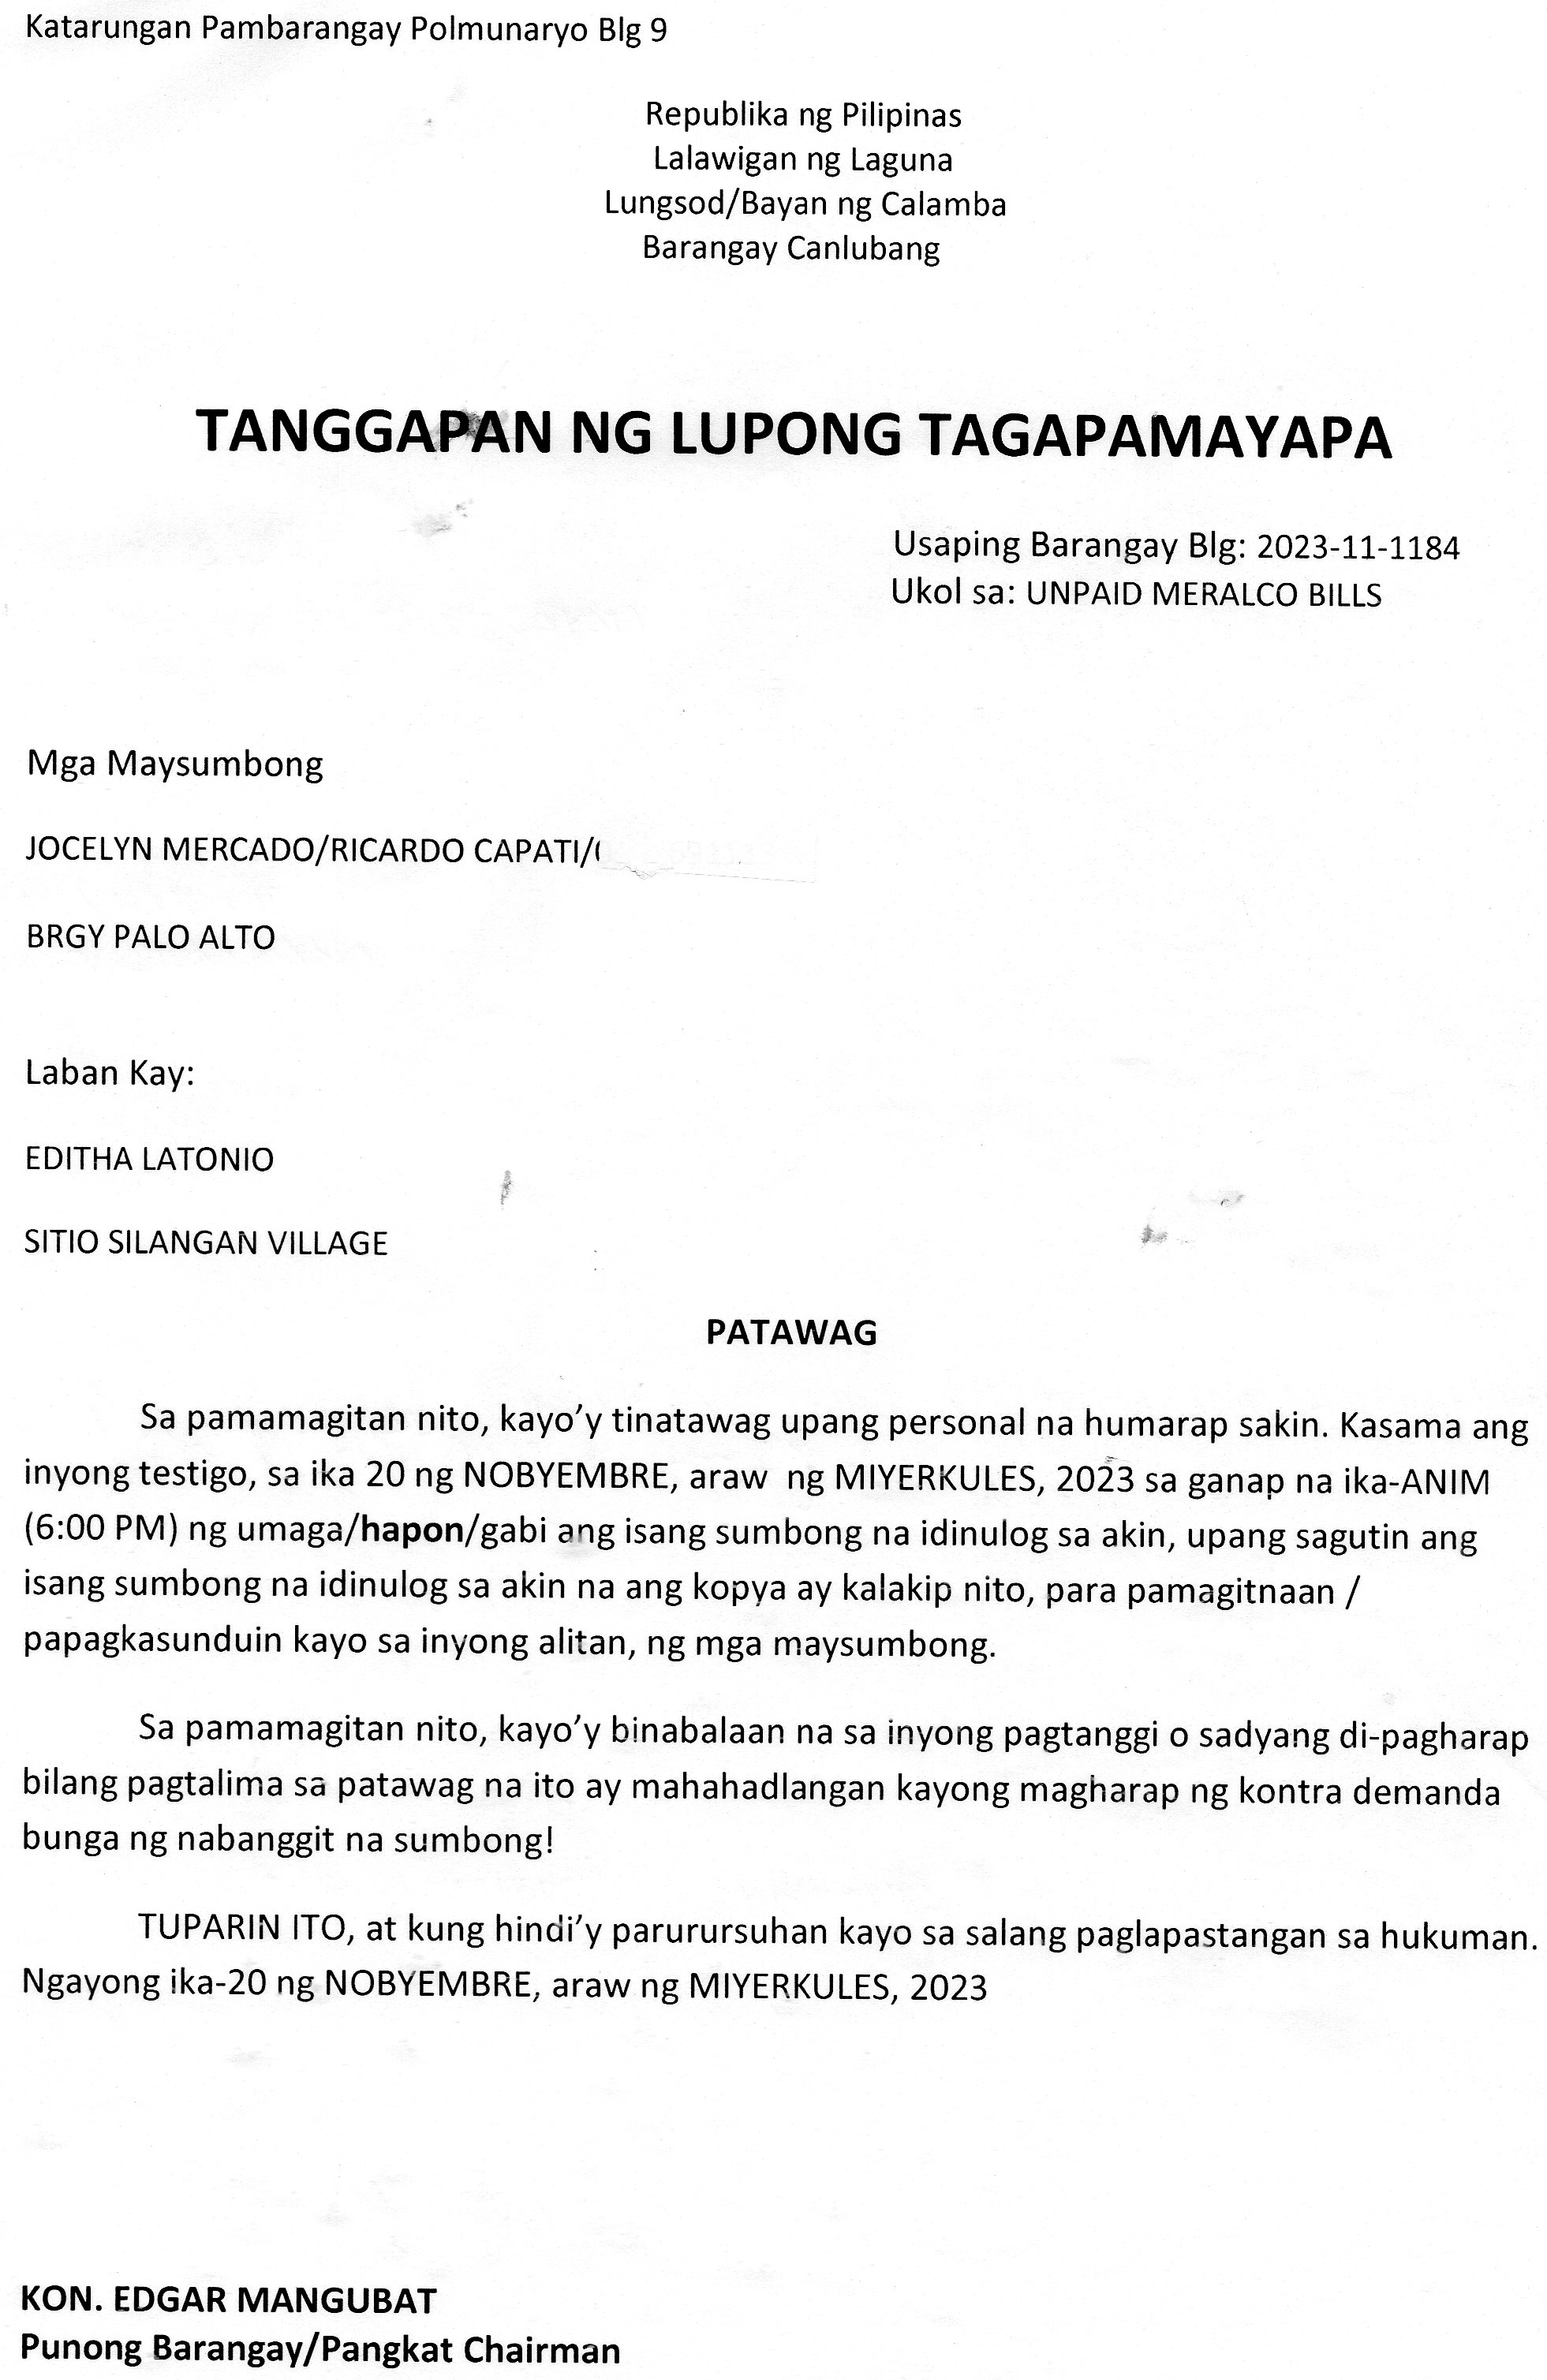 Katarungan Pambarangay Polmunaryo Blg 9
Republika ng Pilipinas
Lalawigan ng Laguna
Lungsod/Bayan ng Calamba
Barangay Canlubang
TANGGAPAN NG LUPONG TAGAPAMAYAPA
Usaping Barangay Blg: 2023-11-1184
Ukol sa: UNPAID MERALCO BILLS
Mga Maysumbong
JOCELYN MERCADO/RICARDO CAPATI/
BRGY PALO ALTO
Laban Kay:
EDITHA LATONIO
SITIO SILANGAN VILLAGE
PATAWAG
Sa pamamagitan nito, kayo'y tinatawag upang personal na humarap sakin. Kasama ang
inyong testigo, sa ika 20 ng NOBYEMBRE, araw ng MIYERKULES, 2023 sa ganap na ika-ANIM
(6:00 PM) ng umaga/hapon/gabi ang isang sumbong na idinulog sa akin, upang sagutin ang
isang sumbong na idinulog sa akin na ang kopya ay kalakip nito, para pamagitnaan /
papagkasunduin kayo sa inyong alitan, ng mga maysumbong.
Sa pamamagitan nito, kayo'y binabalaan na sa inyong pagtanggi o sadyang di-pagharap
bilang pagtalima sa patawag na ito ay mahahadlangan kayong magharap ng kontra demanda
bunga ng nabanggit na sumbong!
TUPARIN ITO, at kung hindi'y parurursuhan kayo sa salang paglapastangan sa hukuman.
Ngayong ika-20 ng NOBYEMBRE, araw ng MIYERKULES, 2023
KON. EDGAR MANGUBAT
Punong Barangay/Pangkat Chairman